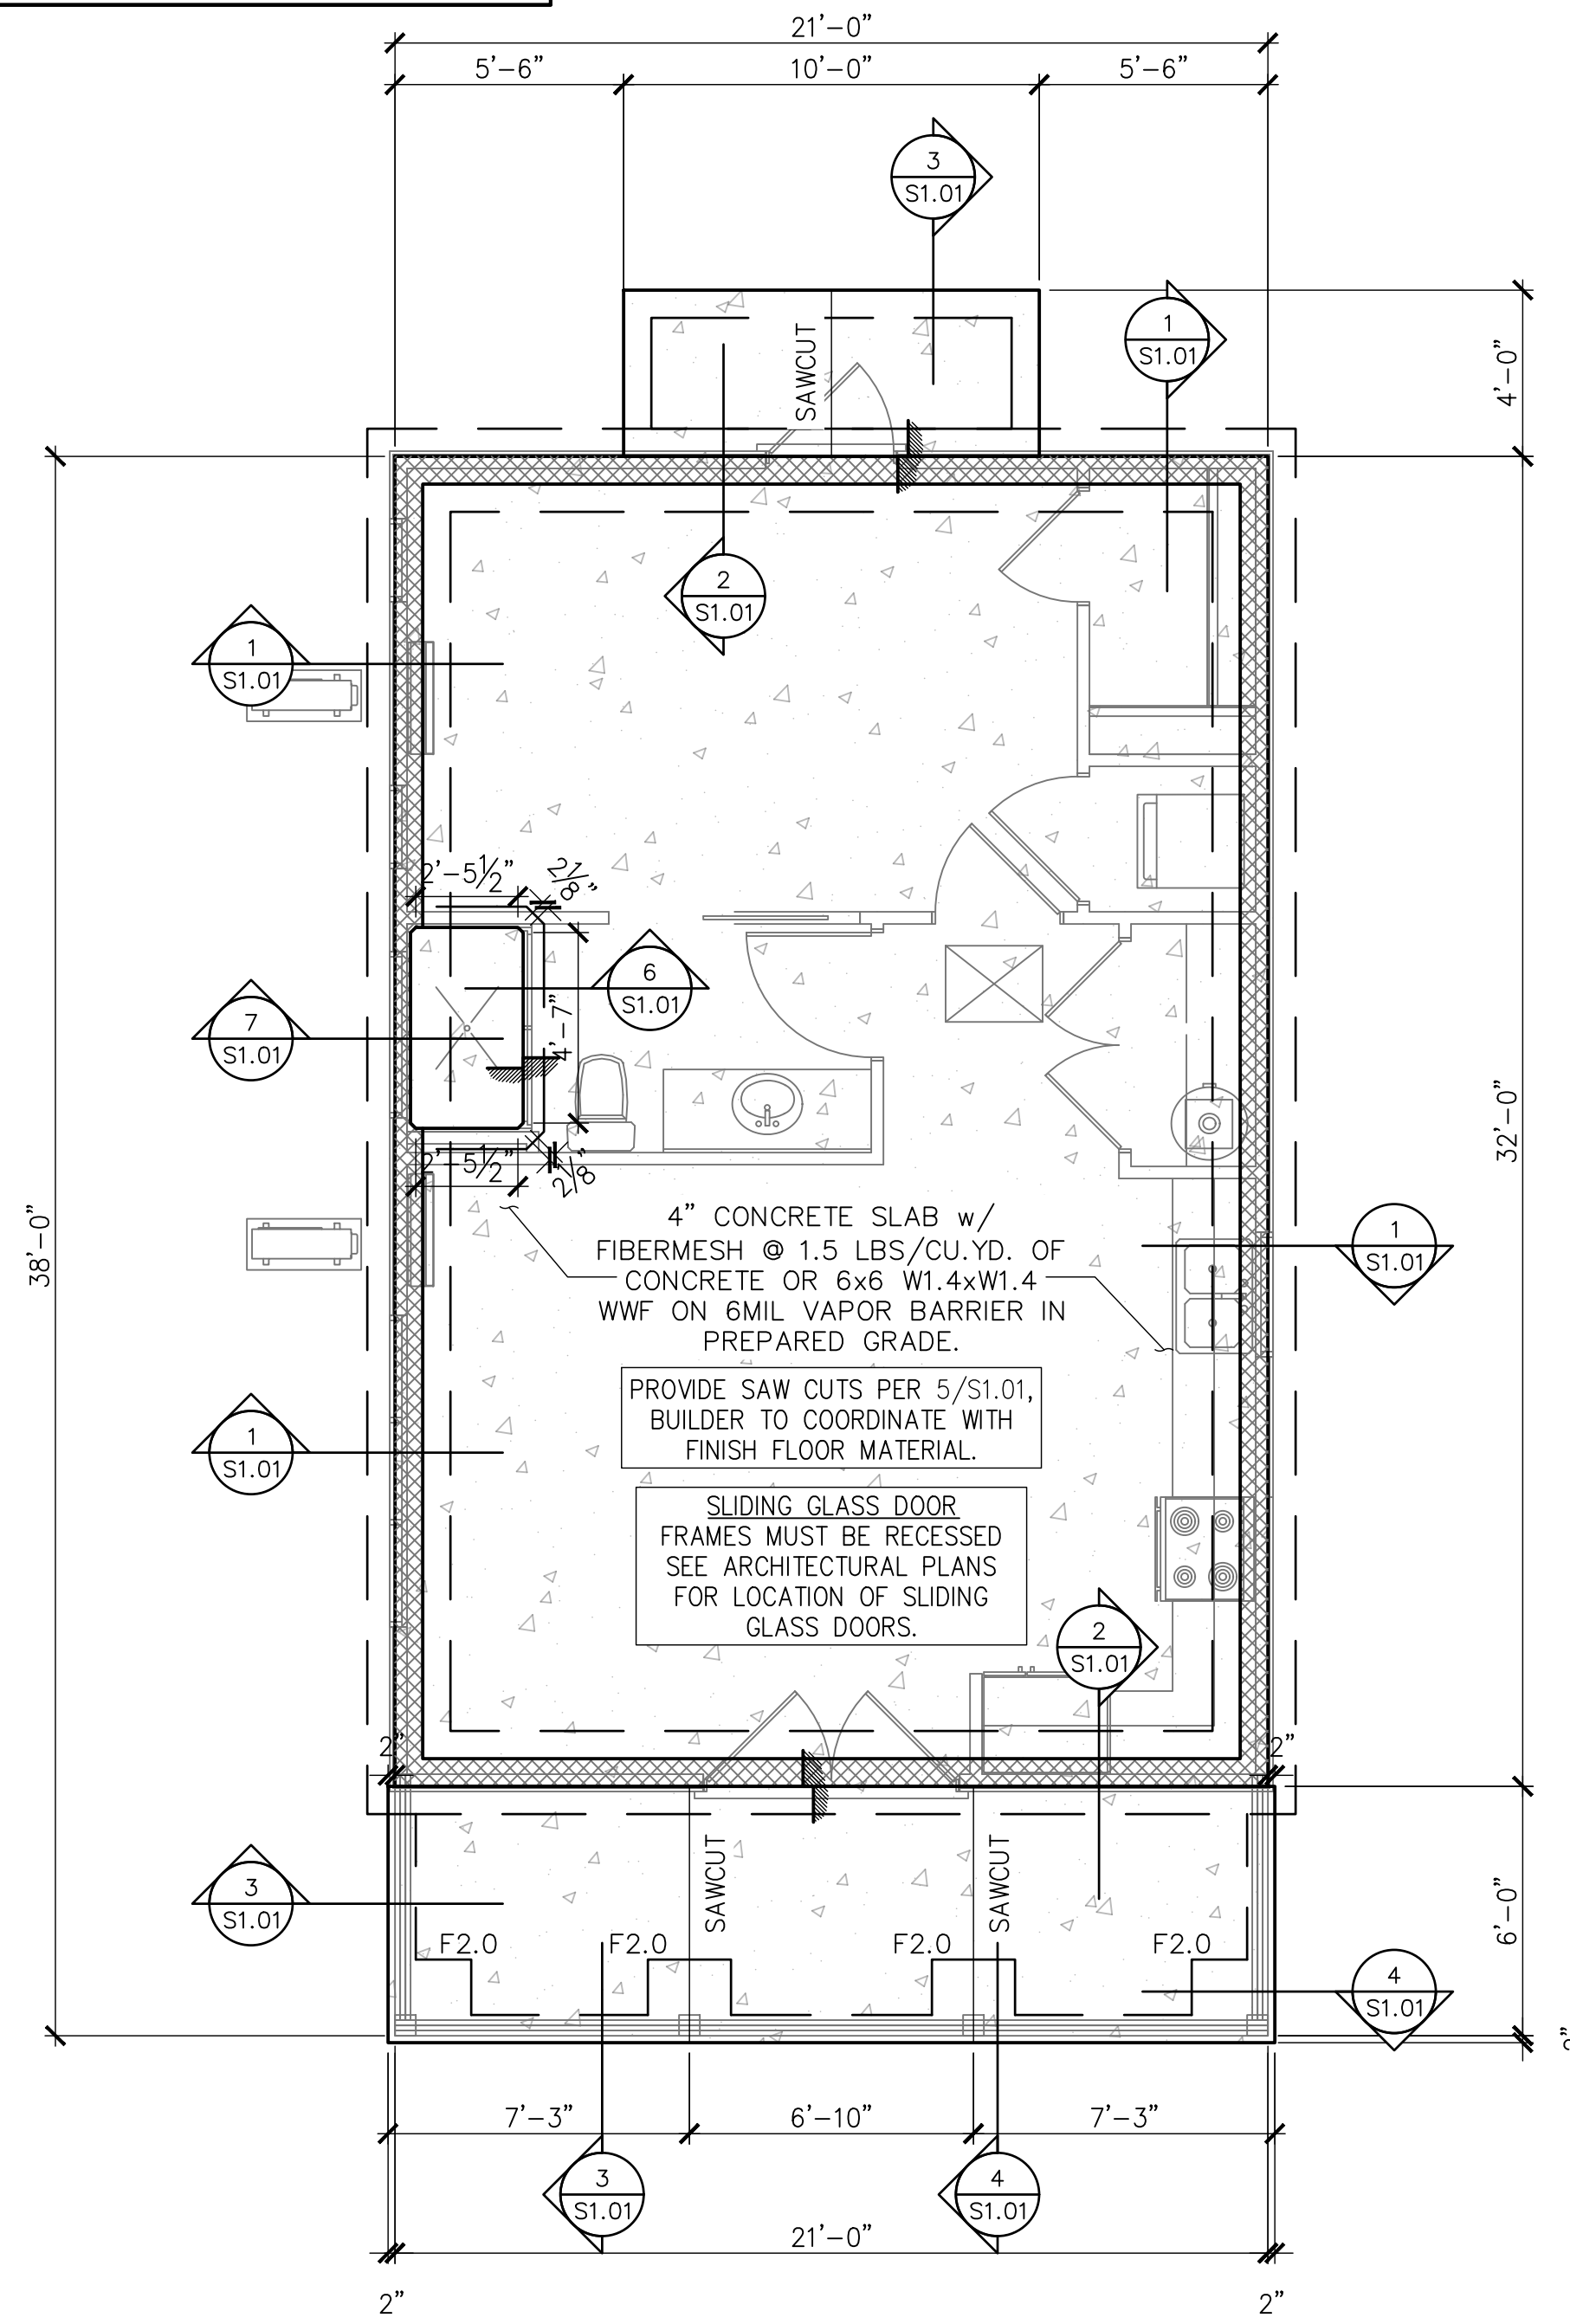 21'-0"
5'-6" 10'-0" 5'-6"
3
S1.01
1
S1.01
SAWCUT
4'-0"
2
S1.01
1
S1.01
2'-5½"
2⅛"
6
S1.01
7
S1.01
4'-7"
2'-5½"
38'-0"
32'-0"
4" CONCRETE SLAB w/
FIBERMESH @ 1.5 LBS/CU.YD. OF
CONCRETE OR 6x6 W1.4xW1.4
WWF ON 6MIL VAPOR BARRIER IN
PREPARED GRADE.
1
S1.01
PROVIDE SAW CUTS PER 5/S1.01,
BUILDER TO COORDINATE WITH
FINISH FLOOR MATERIAL.
1
S1.01
SLIDING GLASS DOOR
FRAMES MUST BE RECESSED
SEE ARCHITECTURAL PLANS
FOR LOCATION OF SLIDING
GLASS DOORS.
2
S1.01
2" 2"
SAWCUT SAWCUT
3
S1.01
6'-0"
F2.0 F2.0 F2.0 F2.0
4
S1.01
7'-3" 6'-10" 7'-3"
3
S1.01
4
S1.01
21'-0"
2" 2"